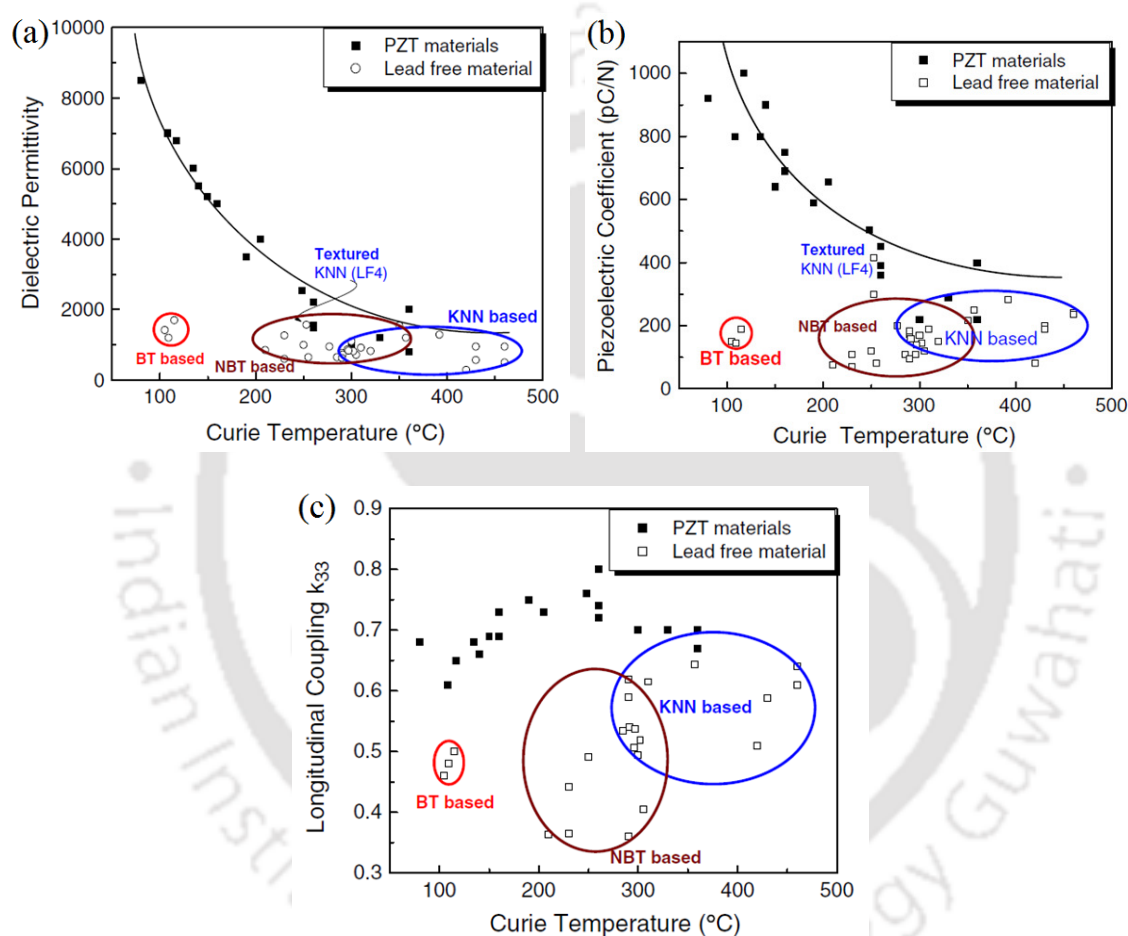 (a)
10000
8000
6000
4000
2000
0
Dielectric Permittivity
PZT materials
Lead free material
Textured
KNN (LF4)
KNN based
BT based
NBT based
100 200 300 400 500
Curie Temperature (°C)
(b)
1000
800
600
400
200
0
Piezoelectric Coefficient (pC/N)
PZT materials
Lead free material
Textured
KNN (LF4)
NBT based
KNN based
BT based
100 200 300 400 500
Curie Temperature (°C)
(c)
0.9
0.8
0.7
0.6
0.5
0.4
0.3
Longitudinal Coupling k33
PZT materials
Lead free material
KNN based
BT based
NBT based
100 200 300 400 500
Curie Temperature (°C)
Indian Insti
gy Guwahati